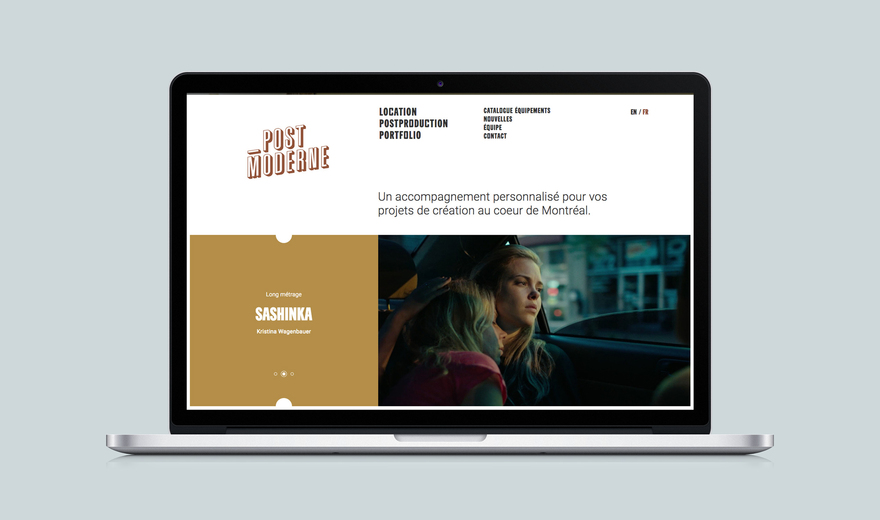 POST
MODERNE
LOCATION
POSTPRODUCTION
PORTFOLIO
CATALOGUE ÉQUIPEMENTS
NOUVELLES
ÉQUIPE
CONTACT
EN / FR
Un accompagnement personnalisé pour vos
projets de création au coeur de Montréal.
Long métrage
SASHINKA
Kristina Wagenbauer